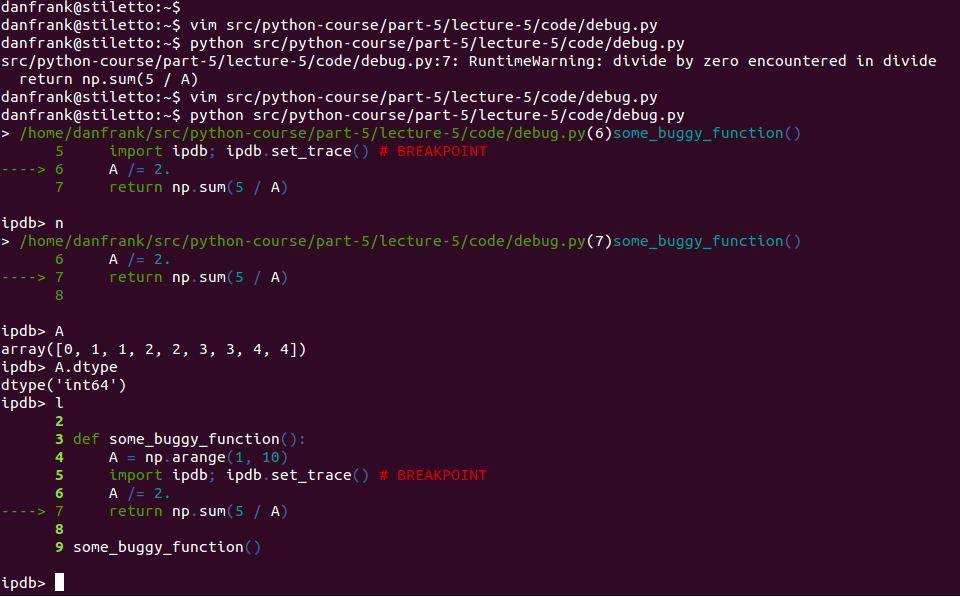 danfrank@stiletto:~$
danfrank@stiletto:~$ vim src/python-course/part-5/lecture-5/code/debug.py
danfrank@stiletto:~$ python src/python-course/part-5/lecture-5/code/debug.py
src/python-course/part-5/lecture-5/code/debug.py:7: RuntimeWarning: divide by zero encountered in divide
  return np.sum(5 / A)
danfrank@stiletto:~$ vim src/python-course/part-5/lecture-5/code/debug.py
danfrank@stiletto:~$ python src/python-course/part-5/lecture-5/code/debug.py
> /home/danfrank/src/python-course/part-5/lecture-5/code/debug.py(6)some_buggy_function()
      5     import ipdb; ipdb.set_trace() # BREAKPOINT
----> 6     A /= 2.
      7     return np.sum(5 / A)

ipdb> n
> /home/danfrank/src/python-course/part-5/lecture-5/code/debug.py(7)some_buggy_function()
      6     A /= 2.
----> 7     return np.sum(5 / A)
      8

ipdb> A
array([0, 1, 1, 2, 2, 3, 3, 4, 4])
ipdb> A.dtype
dtype('int64')
ipdb> l
      2
      3 def some_buggy_function():
      4     A = np.arange(1, 10)
      5     import ipdb; ipdb.set_trace() # BREAKPOINT
      6     A /= 2.
----> 7     return np.sum(5 / A)
      8
      9 some_buggy_function()

ipdb>